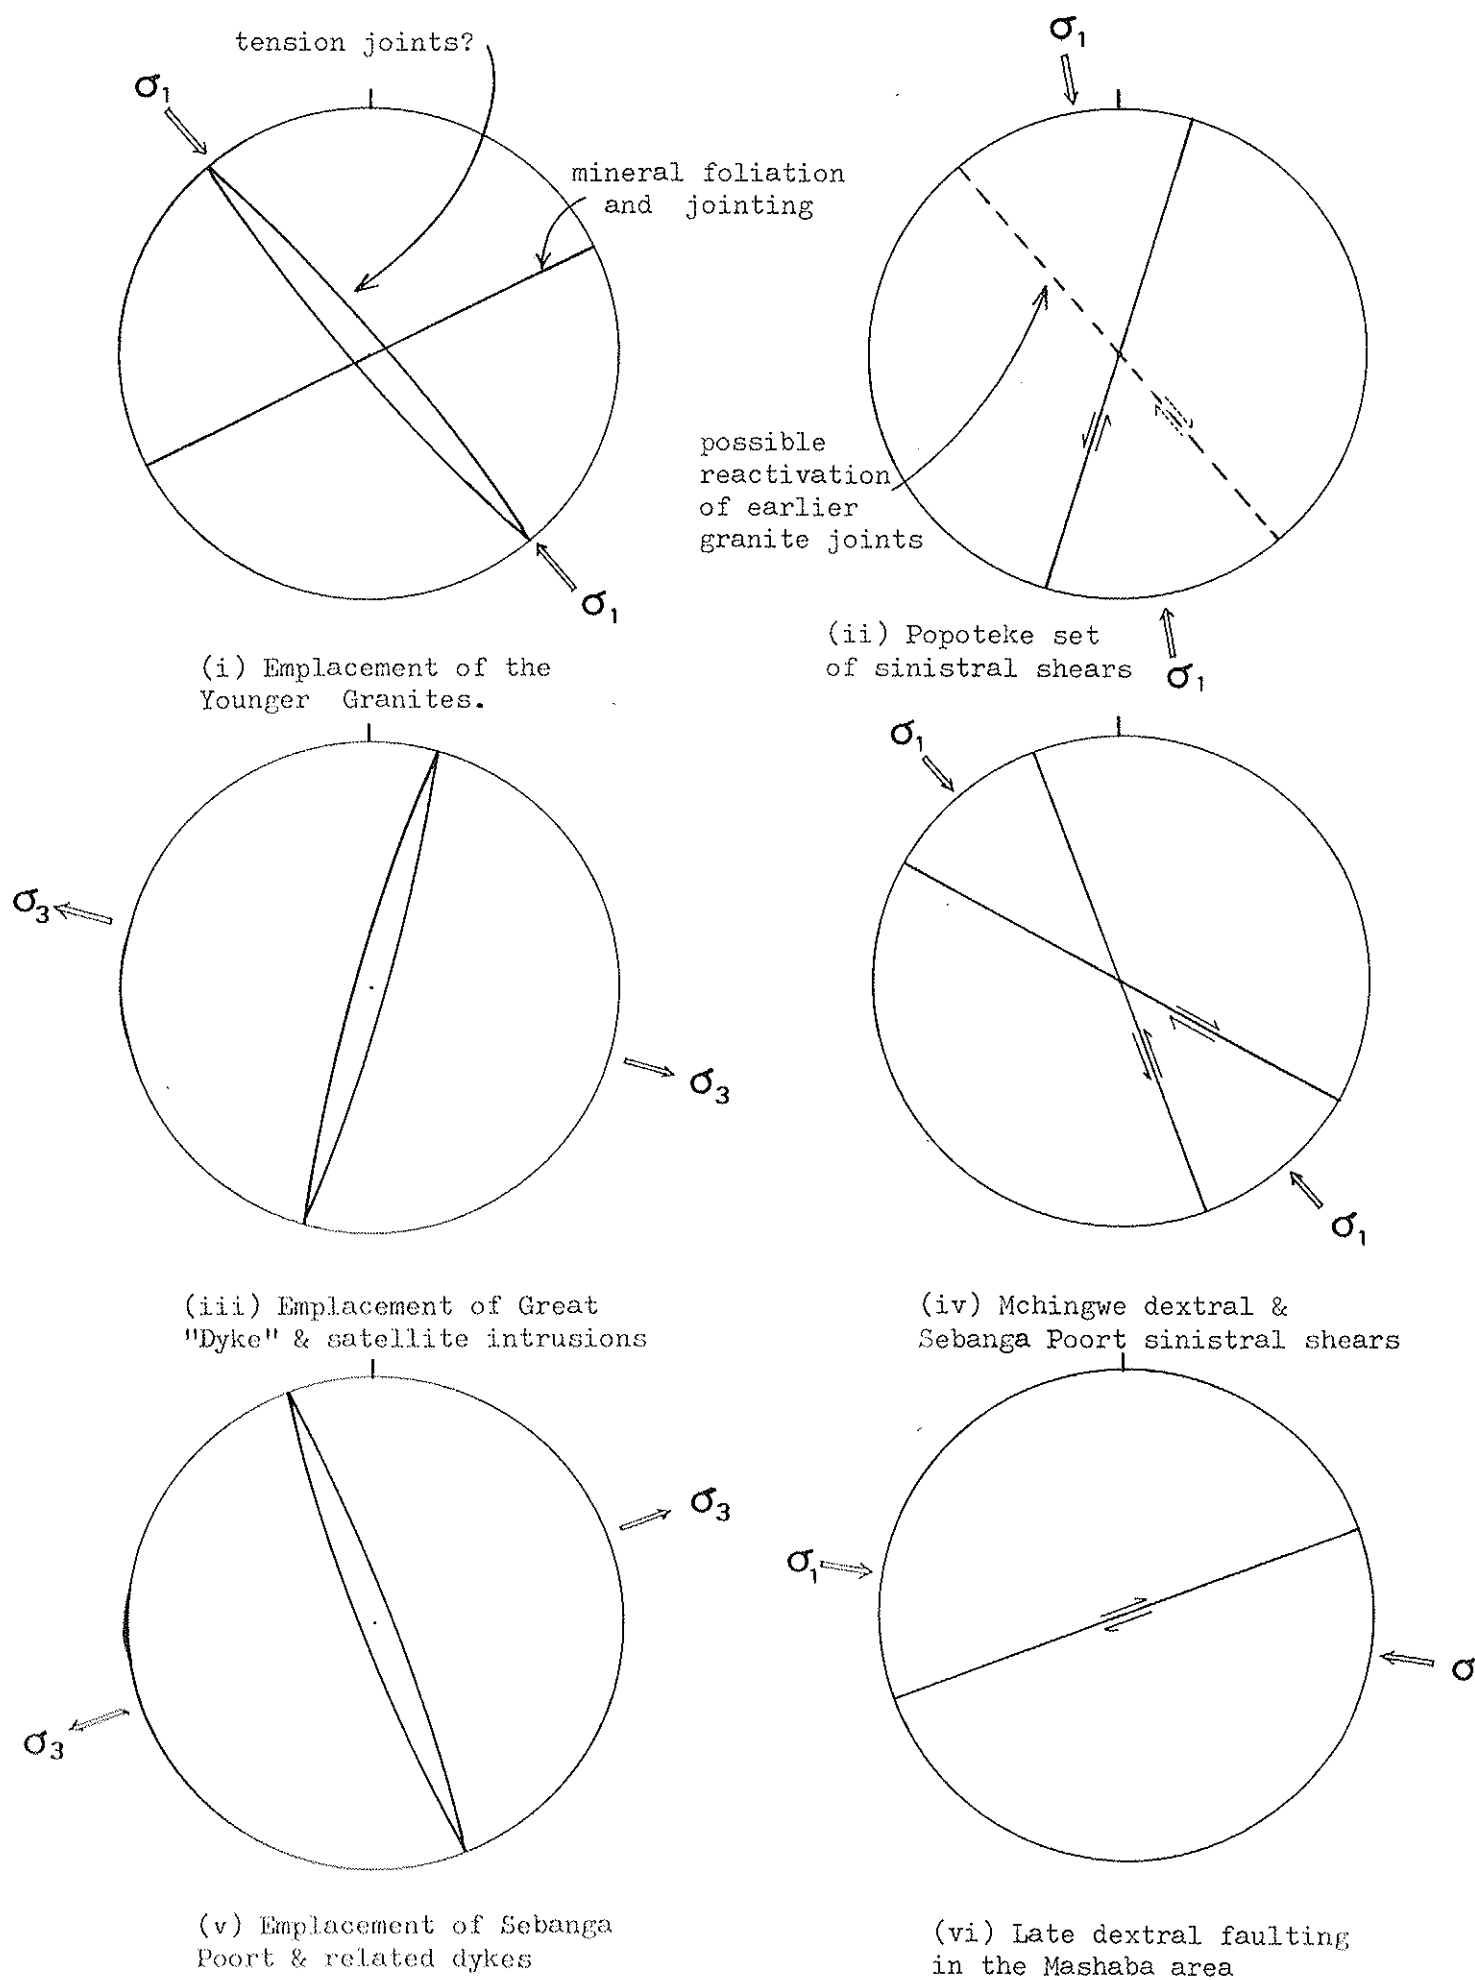 tension joints?
σ1
mineral foliation
and jointing
σ1
(i) Emplacement of the
Younger Granites.
σ1
possible
reactivation
of earlier
granite joints
(ii) Popoteke set
of sinistral shears
σ1
σ3
σ3
(iii) Emplacement of Great
"Dyke" & satellite intrusions
σ1
σ1
(iv) Mchingwe dextral &
Sebanga Poort sinistral shears
σ3
σ3
(v) Emplacement of Sebanga
Poort & related dykes
σ1
σ
(vi) Late dextral faulting
in the Mashaba area